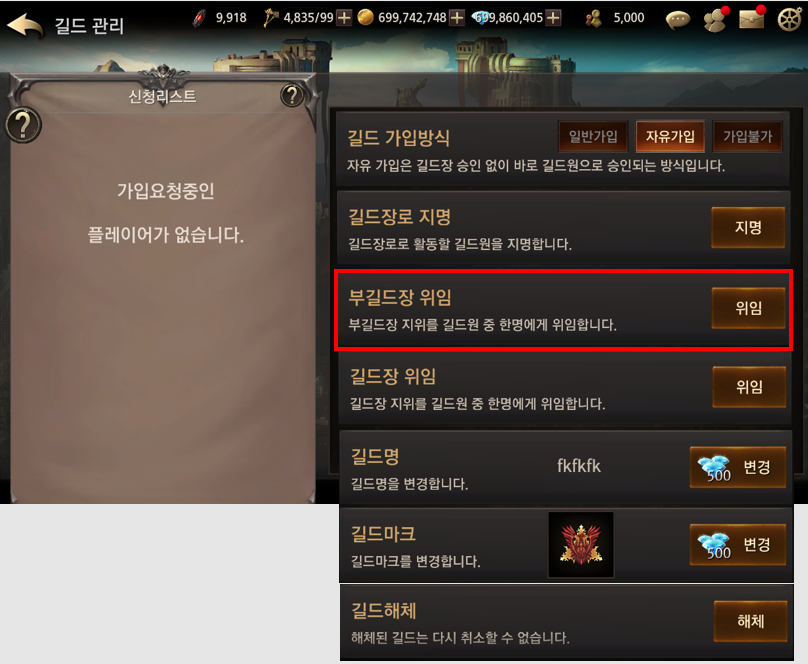 길드 관리
9,918
4,835/99
699,742,748
699,860,405
5,000
신청리스트
?
?
가입요청중인
플레이어가 없습니다.
길드 가입방식
일반가입
자유가입
가입불가
자유 가입은 길드장 승인 없이 바로 길드원으로 승인되는 방식입니다.
길드장로 지명
지명
길드장로로 활동할 길드원을 지명합니다.
부길드장 위임
위임
부길드장 지위를 길드원 중 한명에게 위임합니다.
길드장 위임
위임
길드장 지위를 길드원 중 한명에게 위임합니다.
길드명
fkfkfk
500
변경
길드명을 변경합니다.
길드마크
500
변경
길드마크를 변경합니다.
길드해체
해체
해체된 길드는 다시 취소할 수 없습니다.